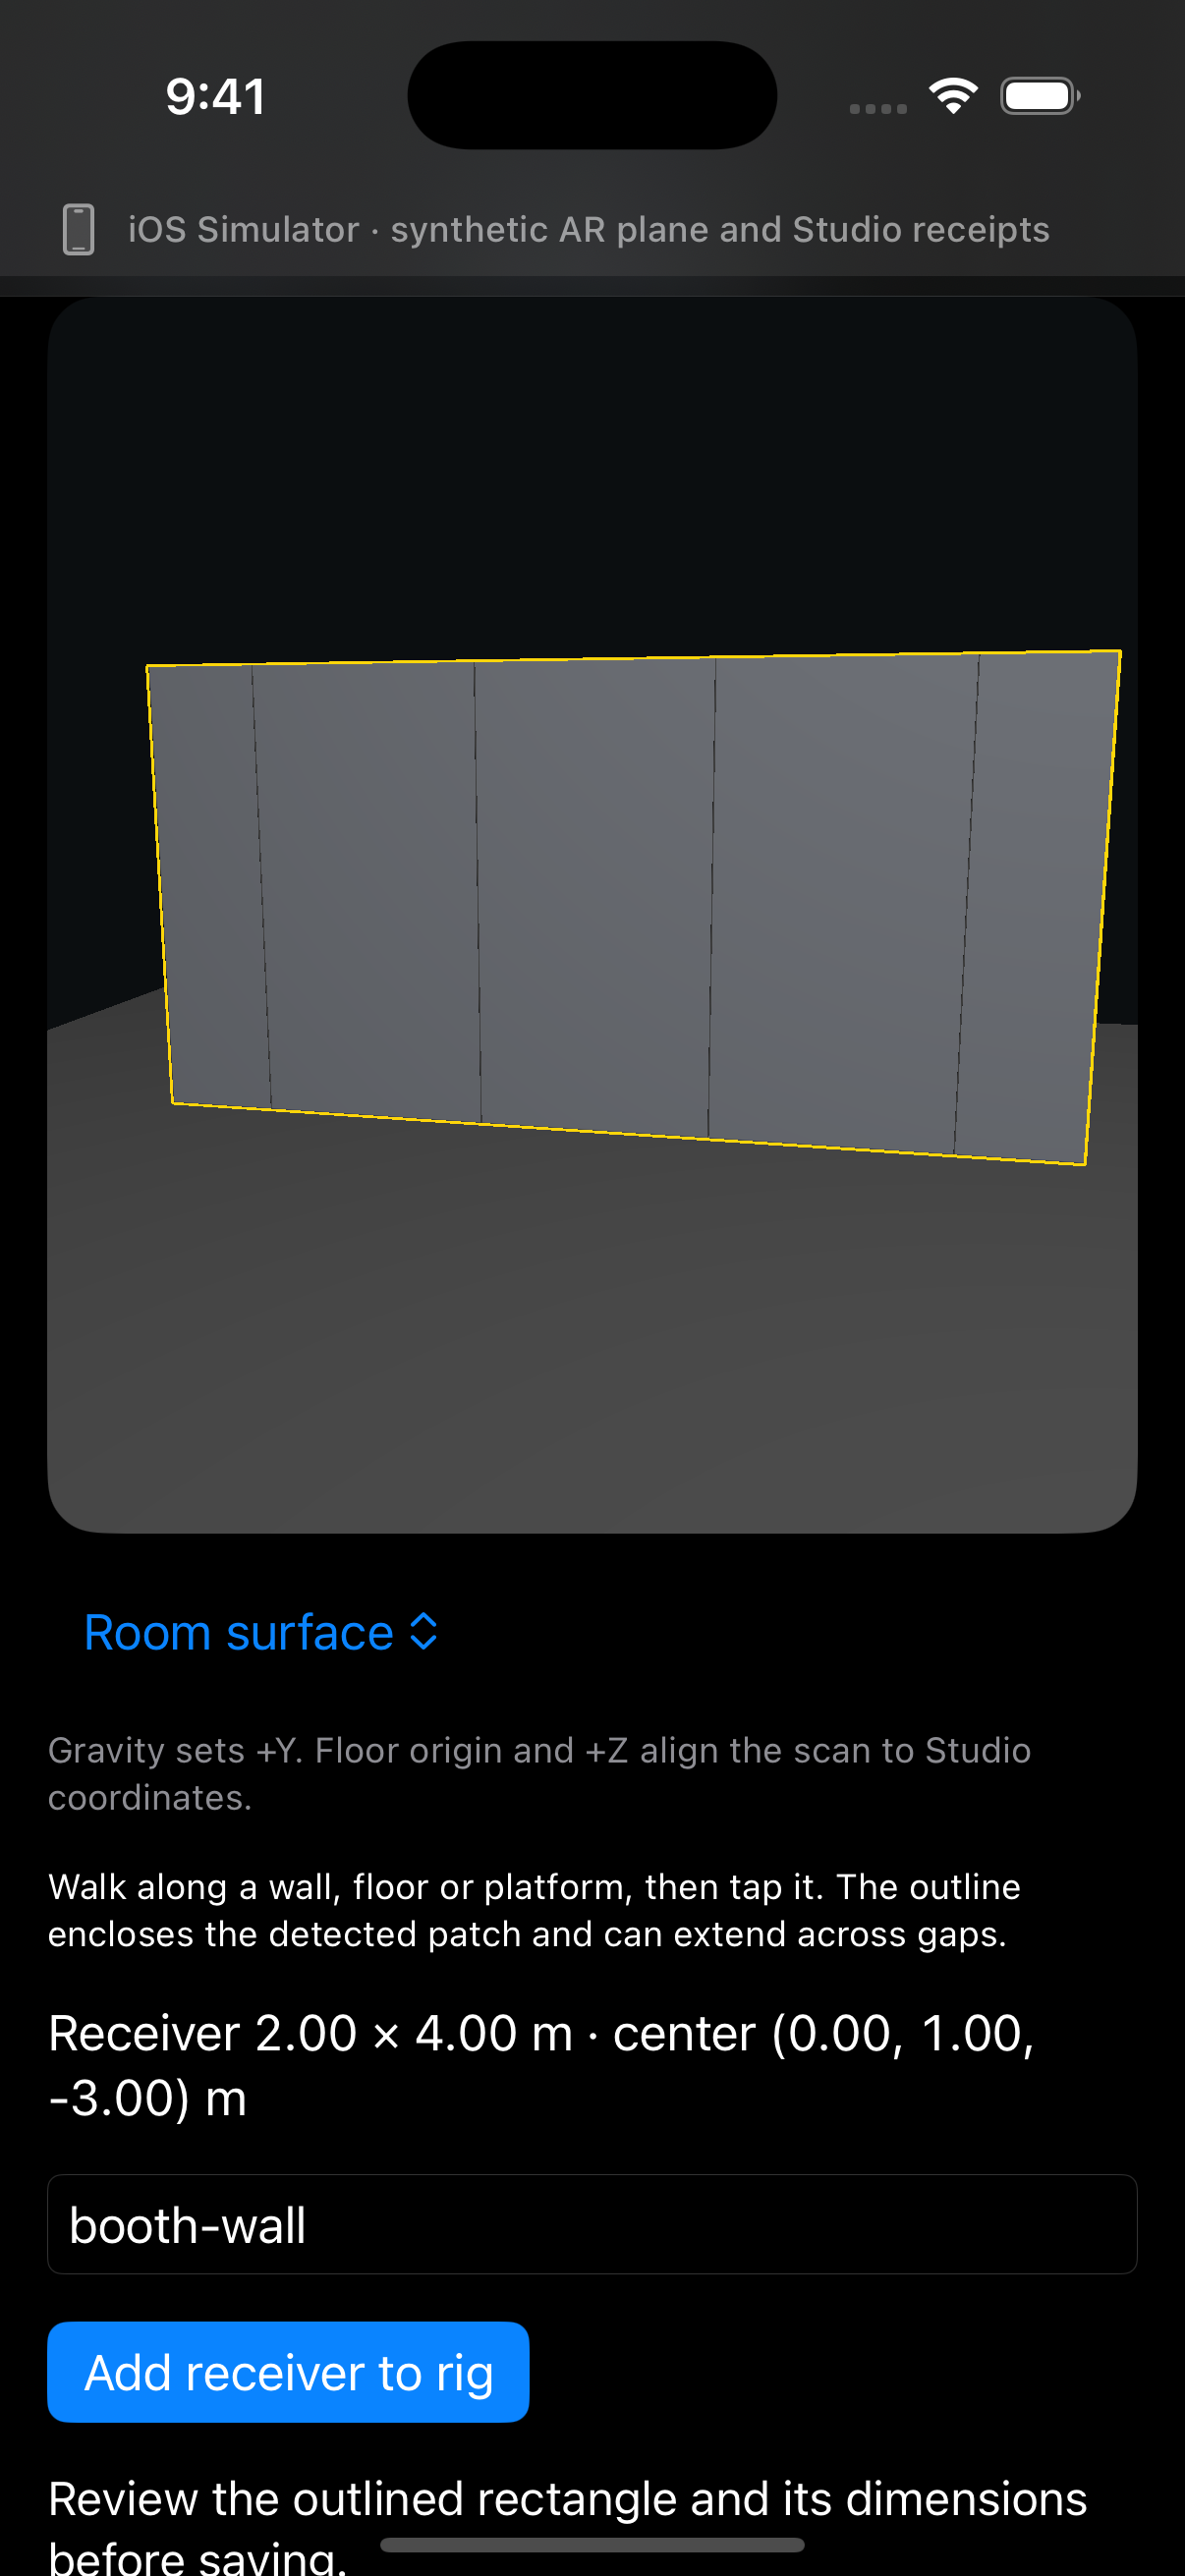 9:41
iOS Simulator · synthetic AR plane and Studio receipts
Room surface
Gravity sets +Y. Floor origin and +Z align the scan to Studio
coordinates.
Walk along a wall, floor or platform, then tap it. The outline
encloses the detected patch and can extend across gaps.
Receiver 2.00 × 4.00 m · center (0.00, 1.00,
-3.00) m
booth-wall
Add receiver to rig
Review the outlined rectangle and its dimensions
before saving.